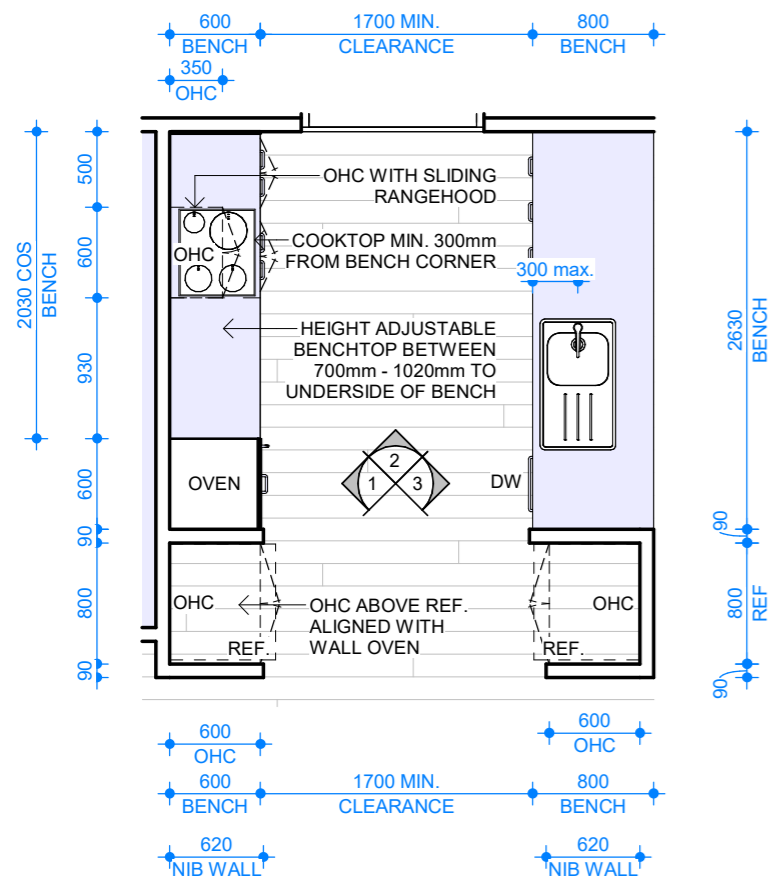 600
1700 MIN.
800
BENCH
CLEARANCE
BENCH
350
OHC
500
600
930
600
90
800
90
2030 COS
BENCH
OHC WITH SLIDING
RANGEHOOD
COOKTOP MIN. 300mm
FROM BENCH CORNER
OHC
300 max.
HEIGHT ADJUSTABLE
BENCHTOP BETWEEN
700mm - 1020mm TO
UNDERSIDE OF BENCH
2630
BENCH
OVEN
1
2
3
DW
90
800
REF
90
OHC
OHC ABOVE REF.
ALIGNED WITH
WALL OVEN
OHC
REF.
REF.
600
OHC
600
OHC
600
BENCH
1700 MIN.
CLEARANCE
800
BENCH
620
NIB WALL
620
NIB WALL